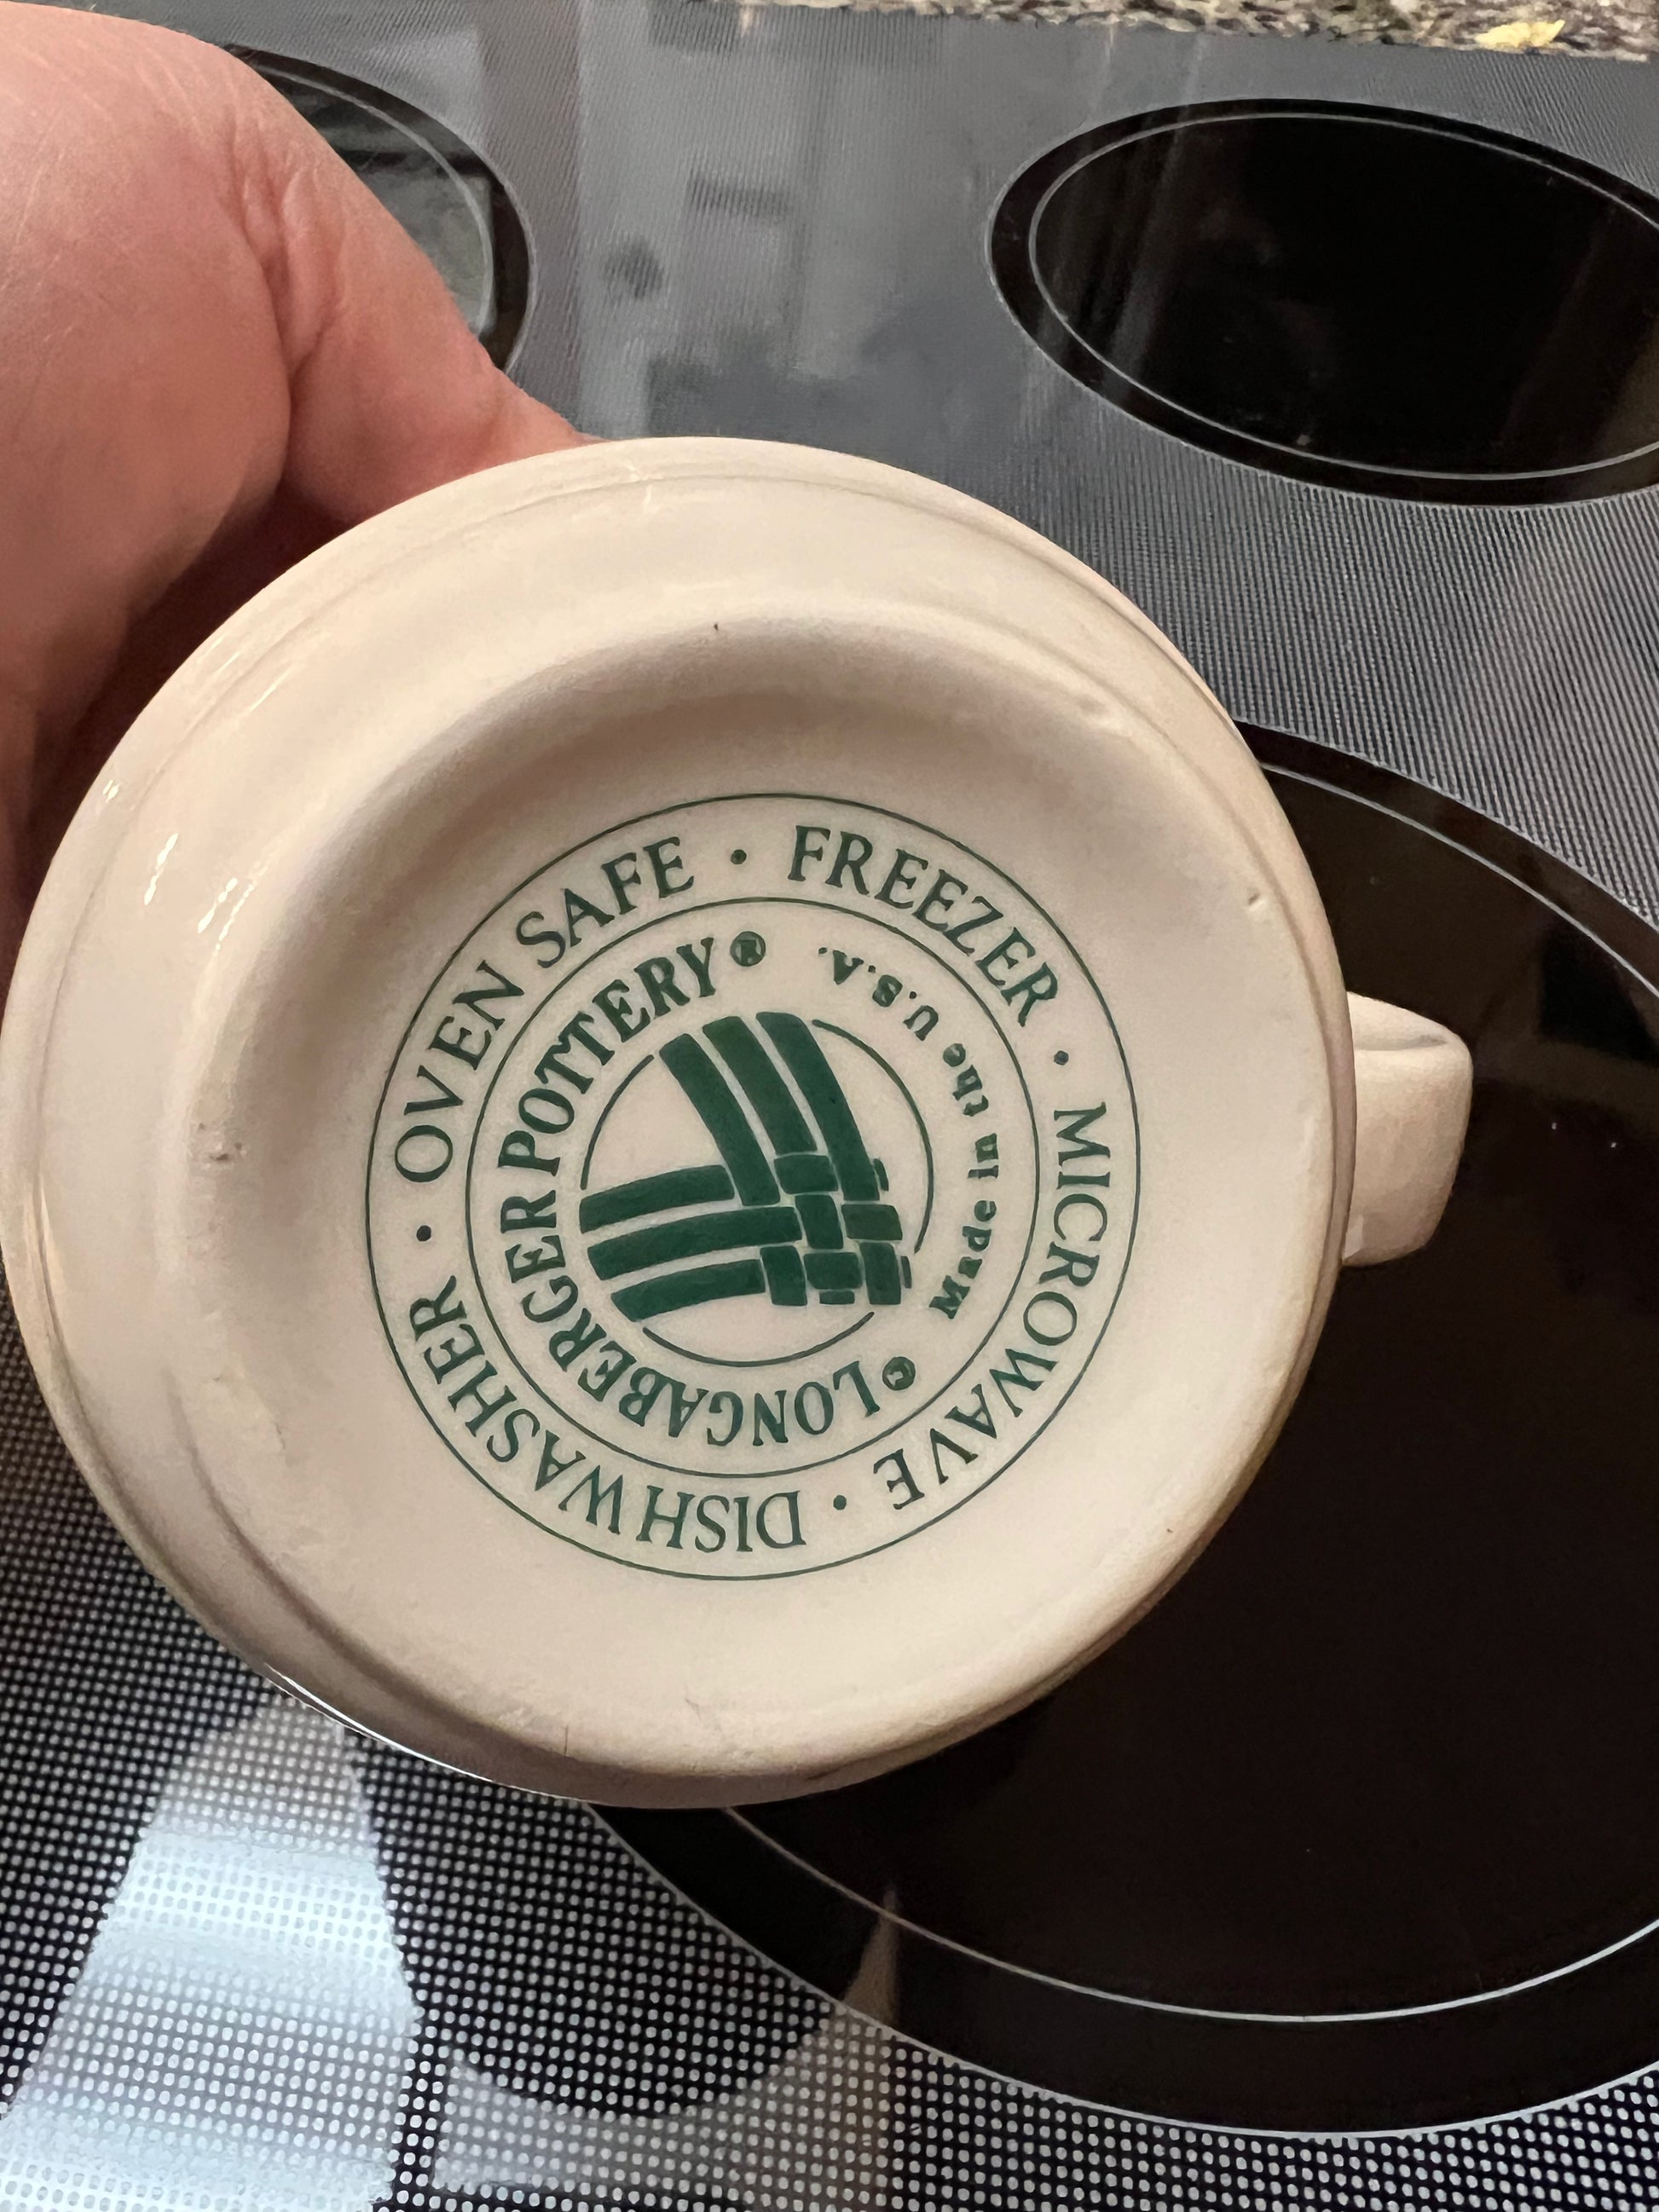 OVEN SAFE • FREEZER • MICROWAVE • DISHWASHER •
© LONGABERGER POTTERY ®
Made in the U.S.A.